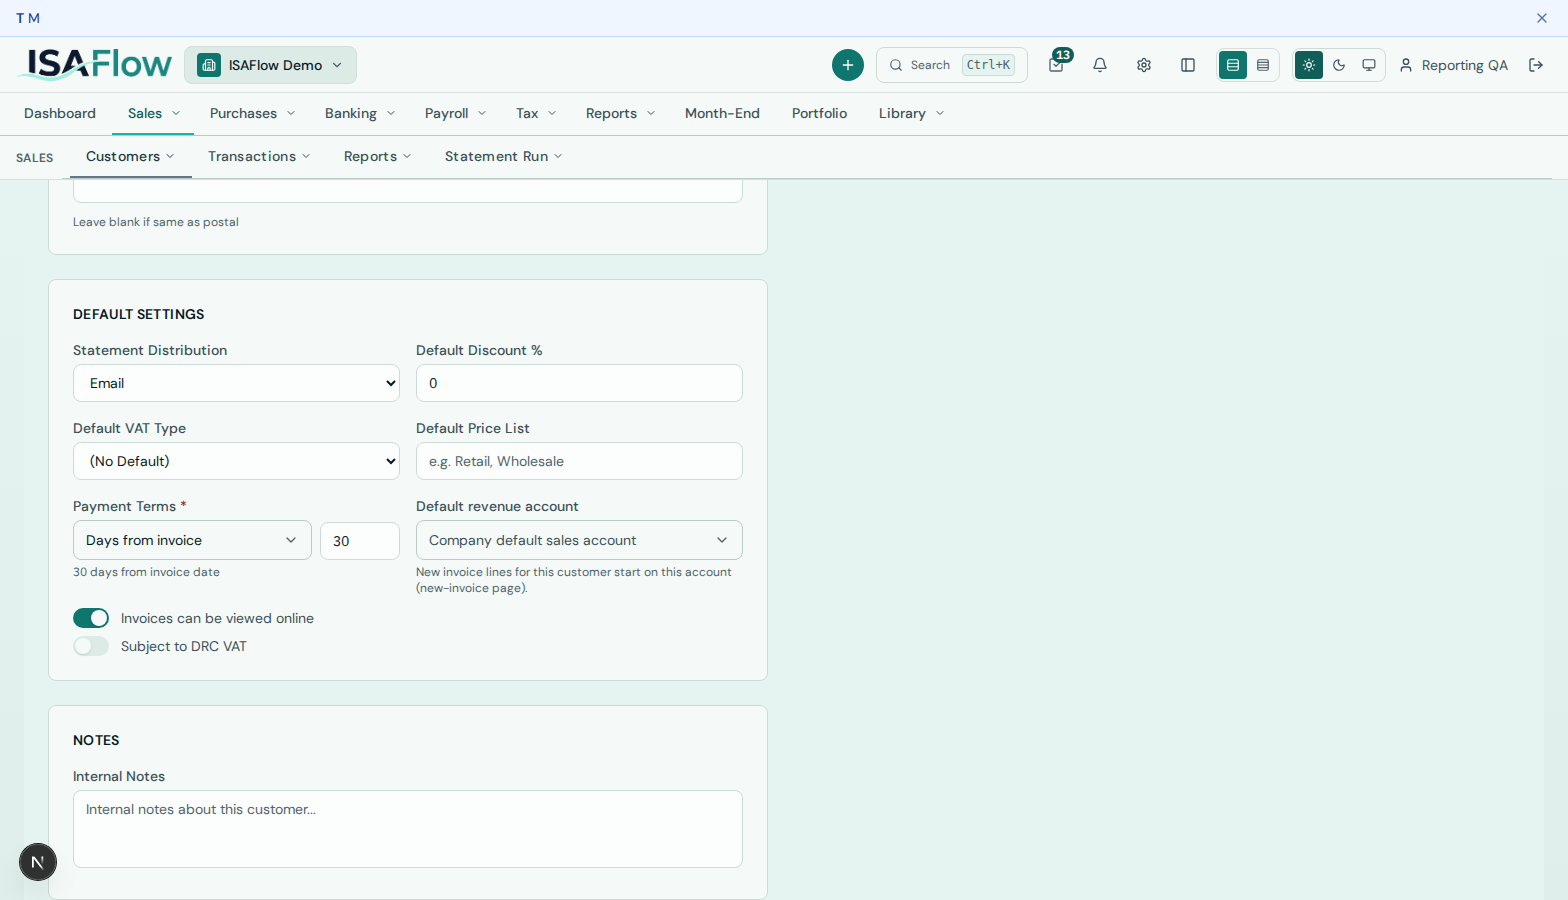 T M
ISAFlow
ISAFlow Demo
Search Ctrl+K
13
Reporting QA
Dashboard Sales Purchases Banking Payroll Tax Reports Month-End Portfolio Library
SALES Customers Transactions Reports Statement Run
Leave blank if same as postal
DEFAULT SETTINGS
Statement Distribution Default Discount %
Email 0
Default VAT Type Default Price List
(No Default) e.g. Retail, Wholesale
Payment Terms * Default revenue account
Days from invoice 30 Company default sales account
30 days from invoice date New invoice lines for this customer start on this account
(new-invoice page).
Invoices can be viewed online
Subject to DRC VAT
NOTES
Internal Notes
Internal notes about this customer...
N